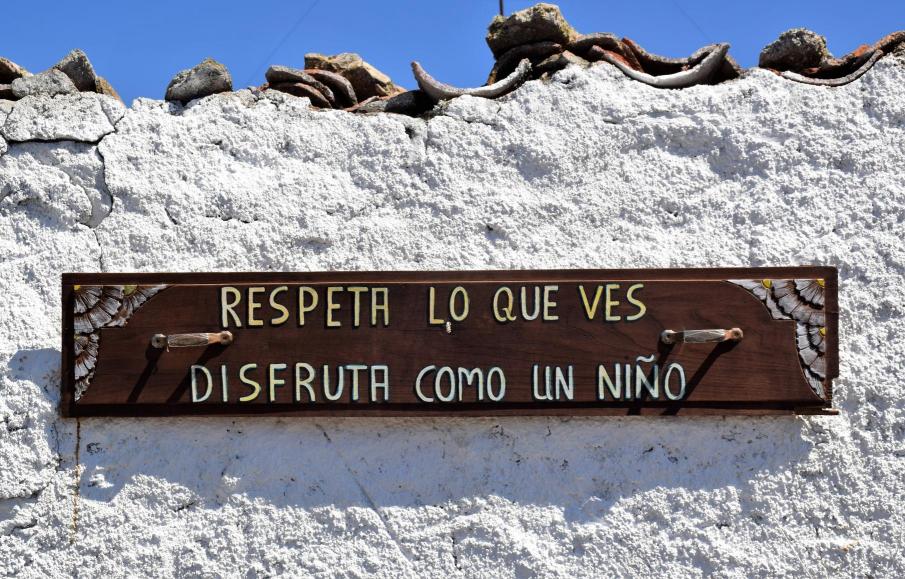 RESPETA LO QUE VES
DISFRUTA COMO UN NIÑO